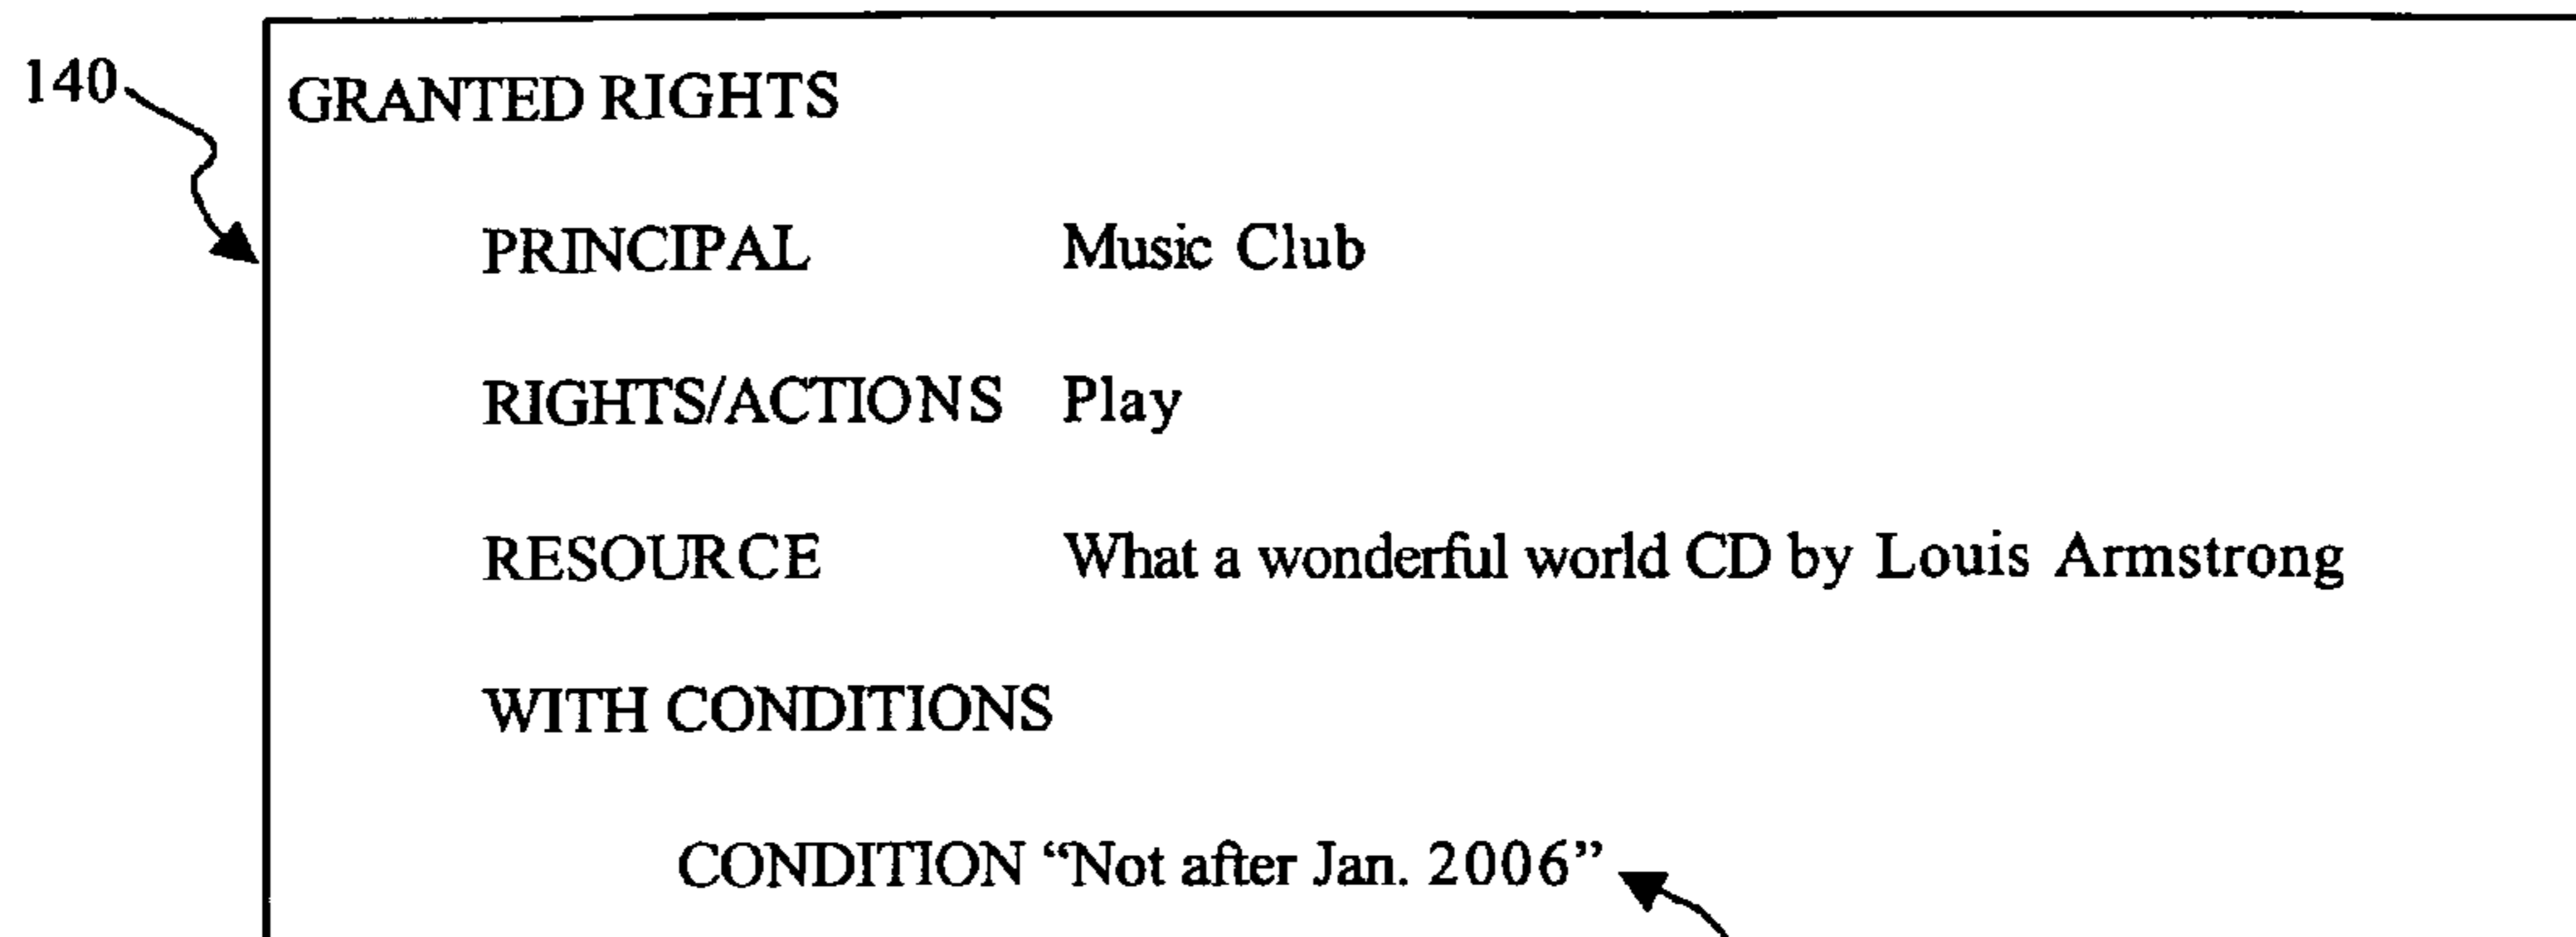 140
GRANTED RIGHTS
PRINCIPAL Music Club
RIGHTS/ACTIONS Play
RESOURCE What a wonderful world CD by Louis Armstrong
WITH CONDITIONS
CONDITION “Not after Jan. 2006”